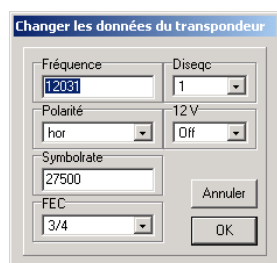 Changer les données du transpondeur
Fréquence Diseqc
12031 1
Polarité 12 V
hor Off
Symbolrate
27500
FEC Annuler
3/4 OK